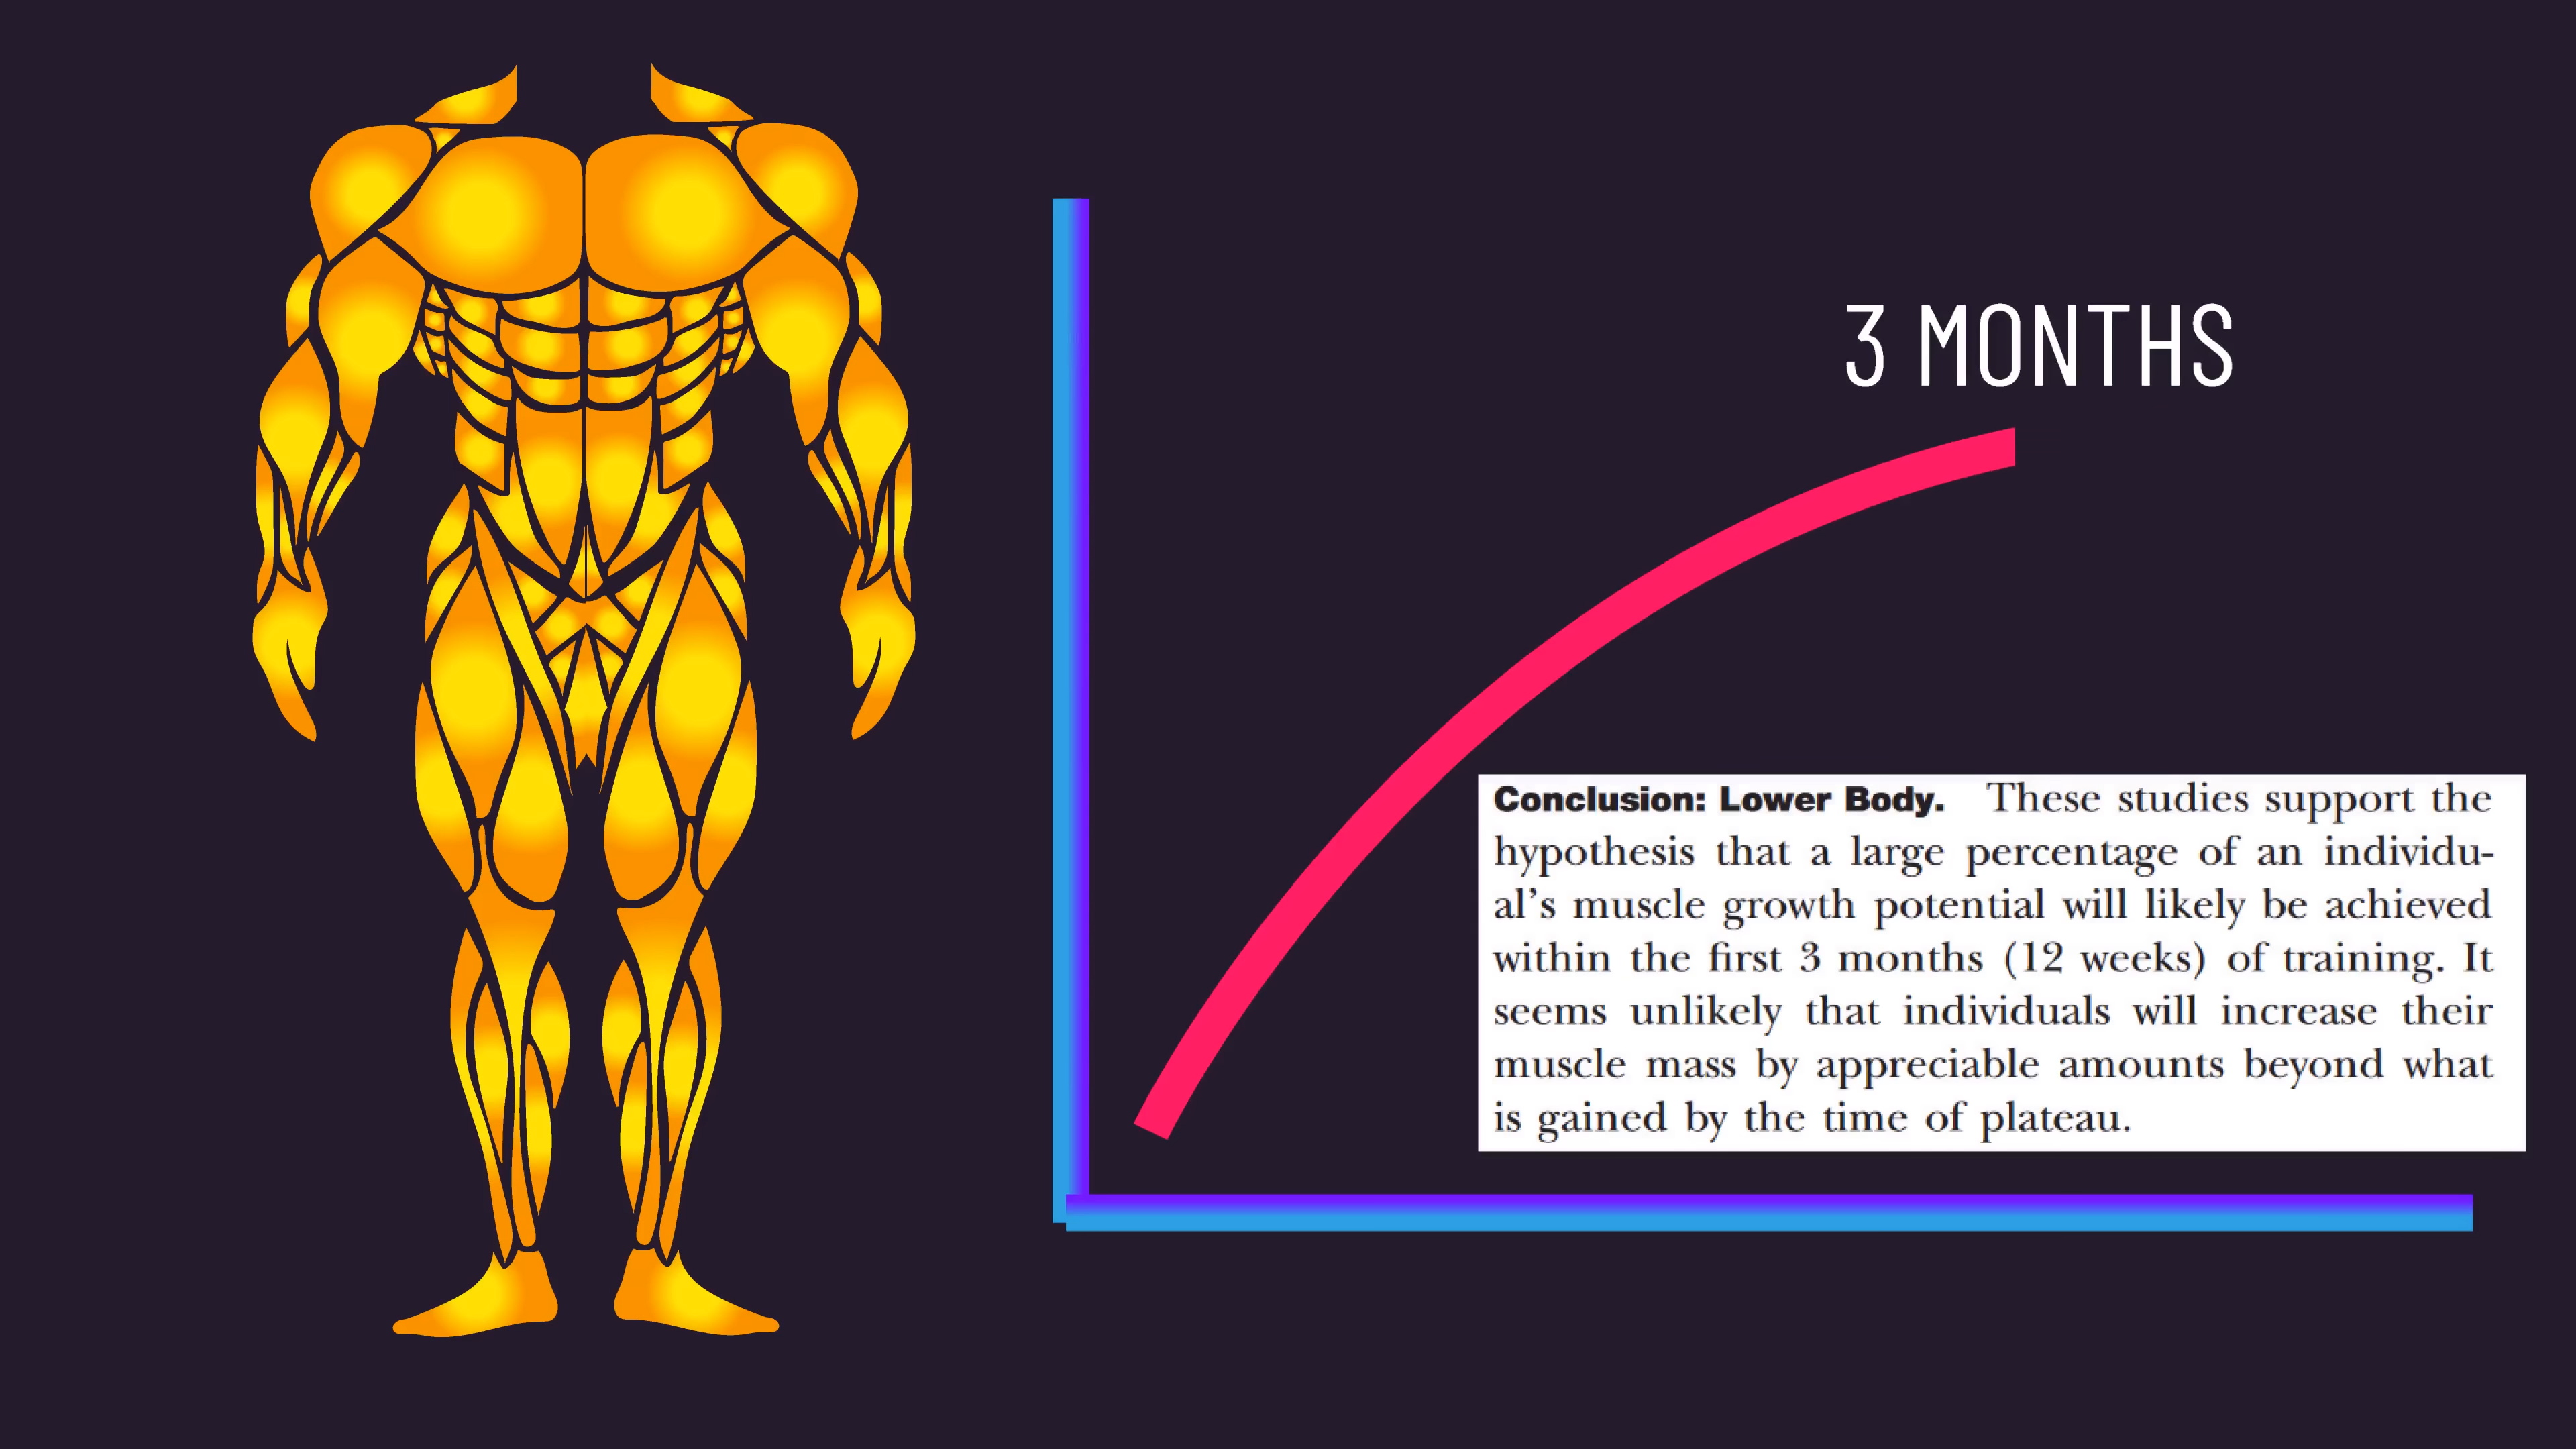 3 MONTHS
Conclusion: Lower Body. These studies support the
hypothesis that a large percentage of an individu-
al’s muscle growth potential will likely be achieved
within the first 3 months (12 weeks) of training. It
seems unlikely that individuals will increase their
muscle mass by appreciable amounts beyond what
is gained by the time of plateau.